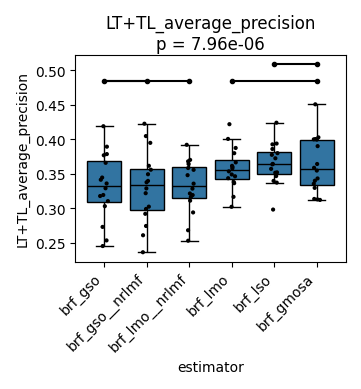 LT+TL_average_precision
p = 7.96e-06
LT+TL_average_precision
0.50
0.45
0.40
0.35
0.30
0.25
brf_gso
brf_gso__nrlmf
brf_lmo__nrlmf
brf_lmo
brf_lso
brf_gmosa
estimator